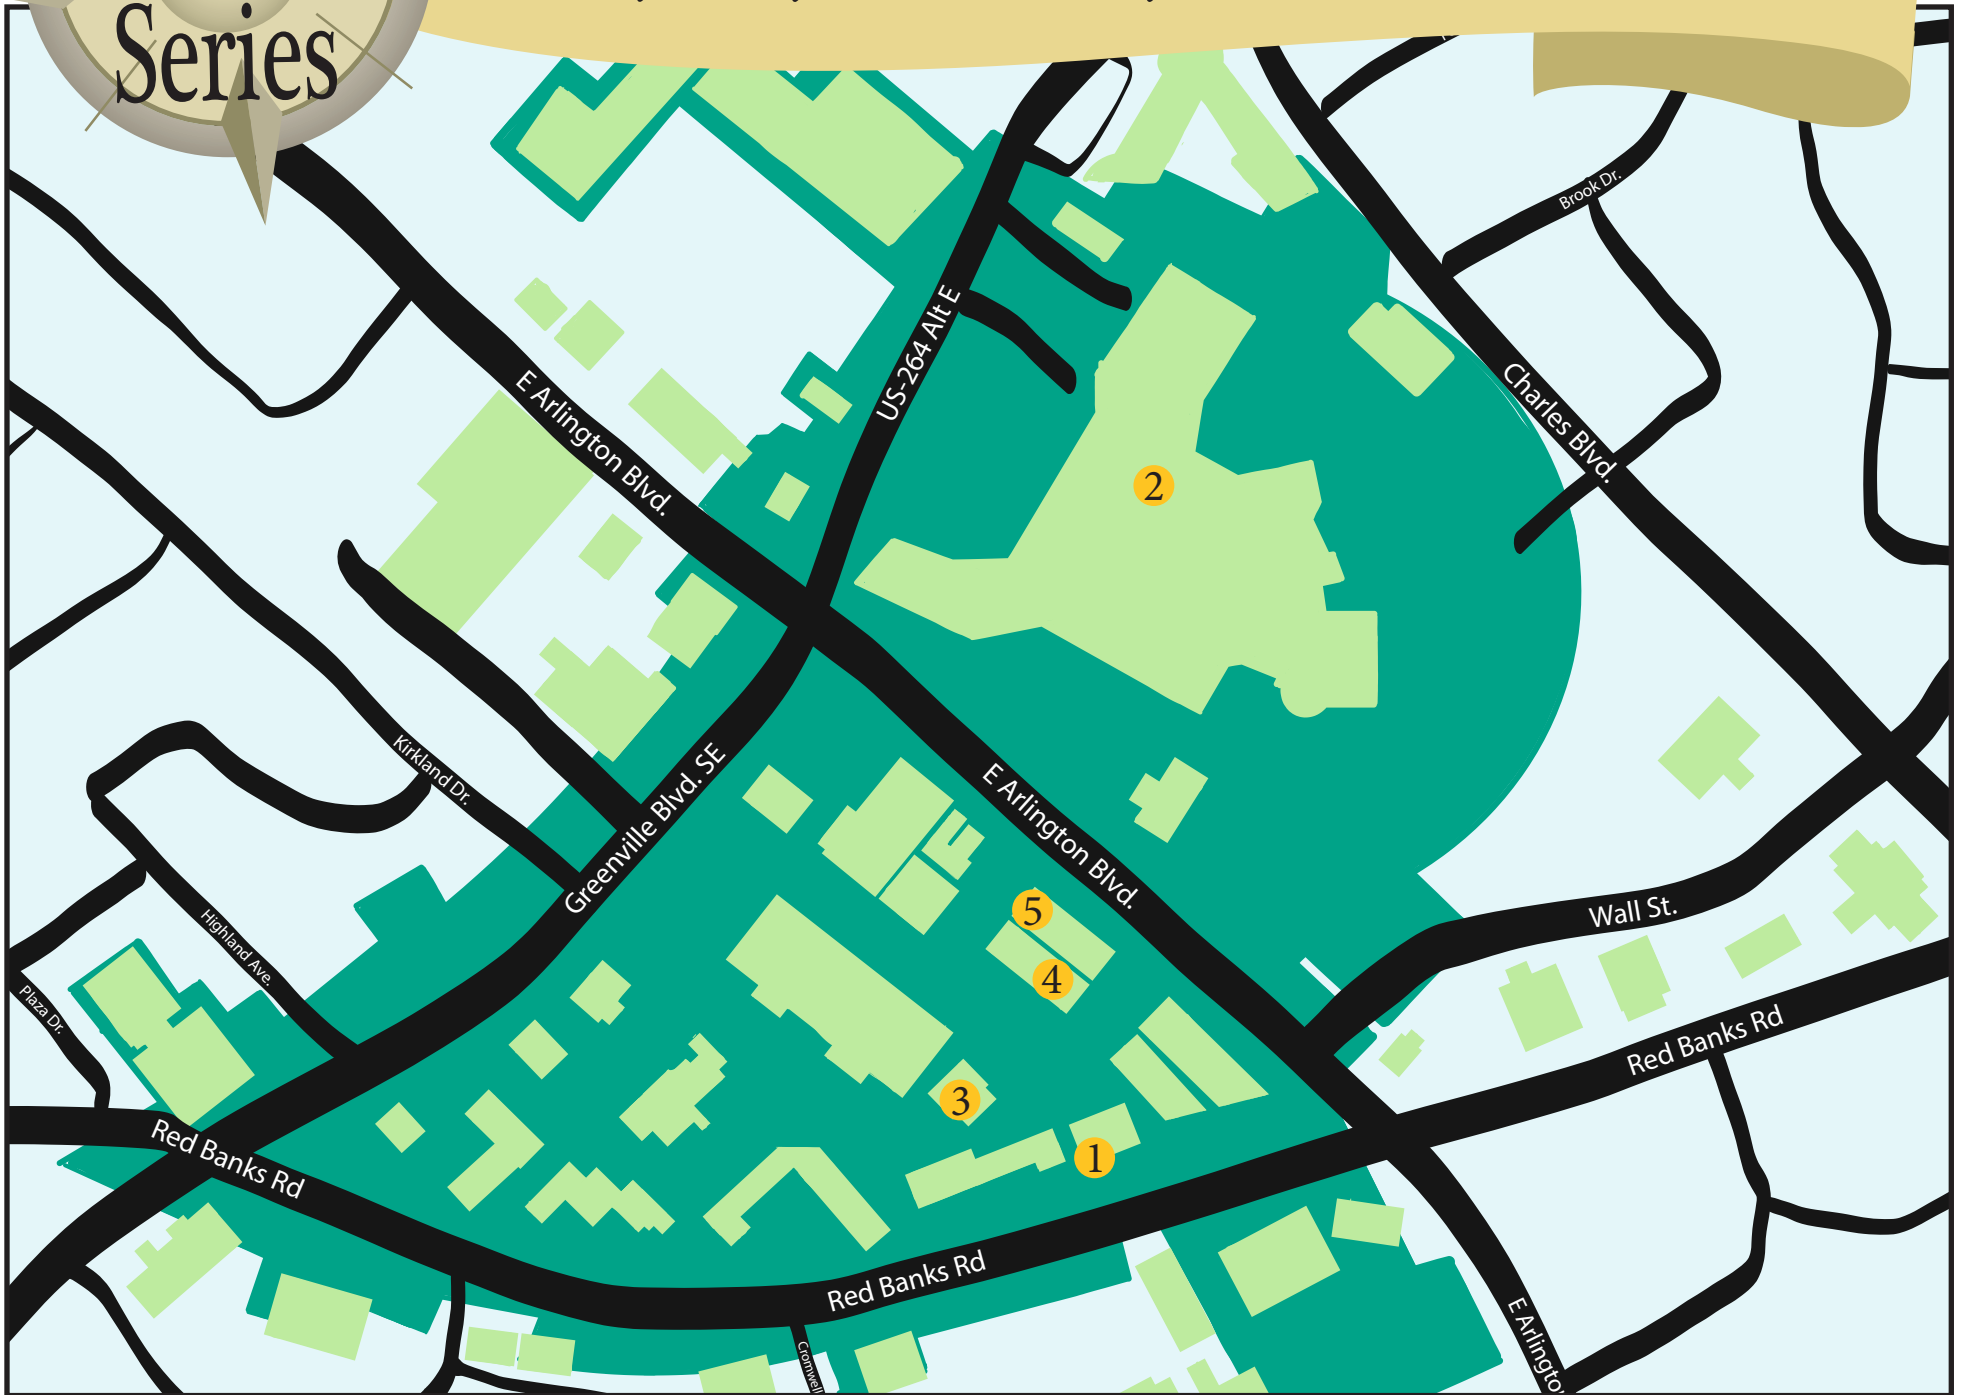 Series
Brook Dr.
US-264 Alt E
E Arlington Blvd.
Charles Blvd.
2
Kirkland Dr.
Greenville Blvd. SE
E Arlington Blvd.
5
Wall St.
Highland Ave.
4
Plaza Dr.
Red Banks Rd
3
1
Red Banks Rd
Red Banks Rd
E Arlingto
Cromwell